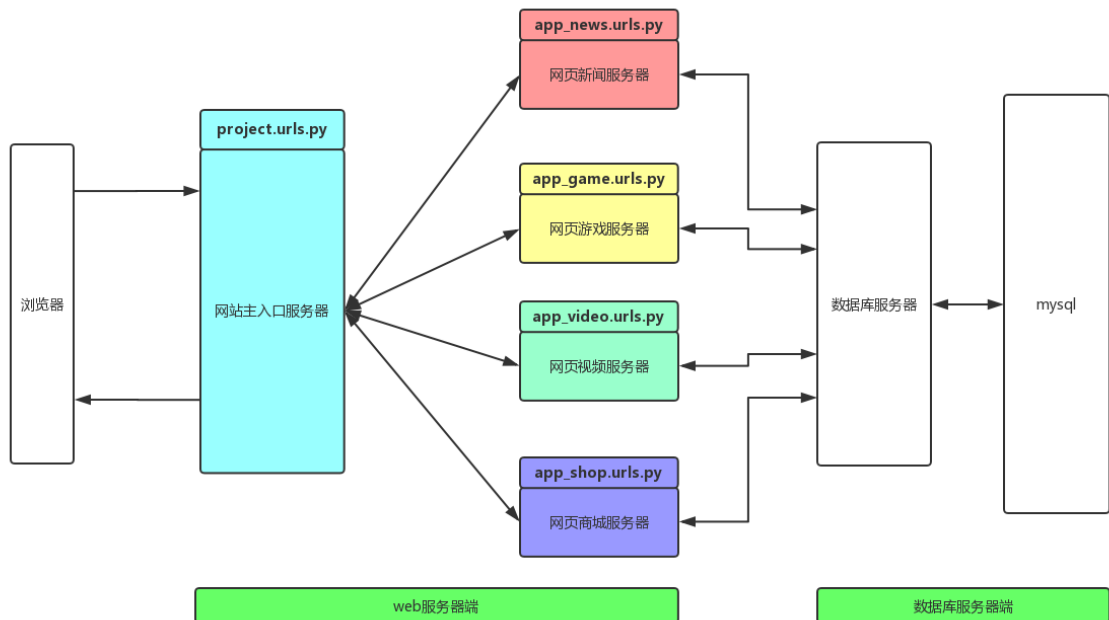 浏览器
project.urls.py
网站主入口服务器
app_news.urls.py
网页新闻服务器
app_game.urls.py
网页游戏服务器
app_video.urls.py
网页视频服务器
app_shop.urls.py
网页商城服务器
数据库服务器
mysql
web服务器端
数据库服务器端